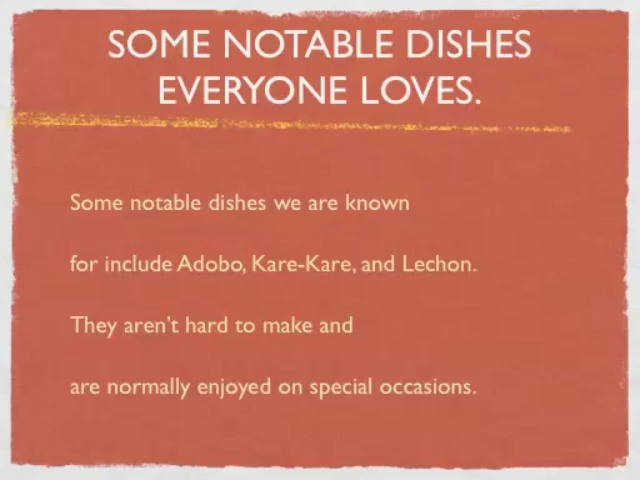 SOME NOTABLE DISHES
EVERYONE LOVES.
Some notable dishes we are known
for include Adobo, Kare-Kare, and Lechon.
They aren't hard to make and
are normally enjoyed on special occasions.